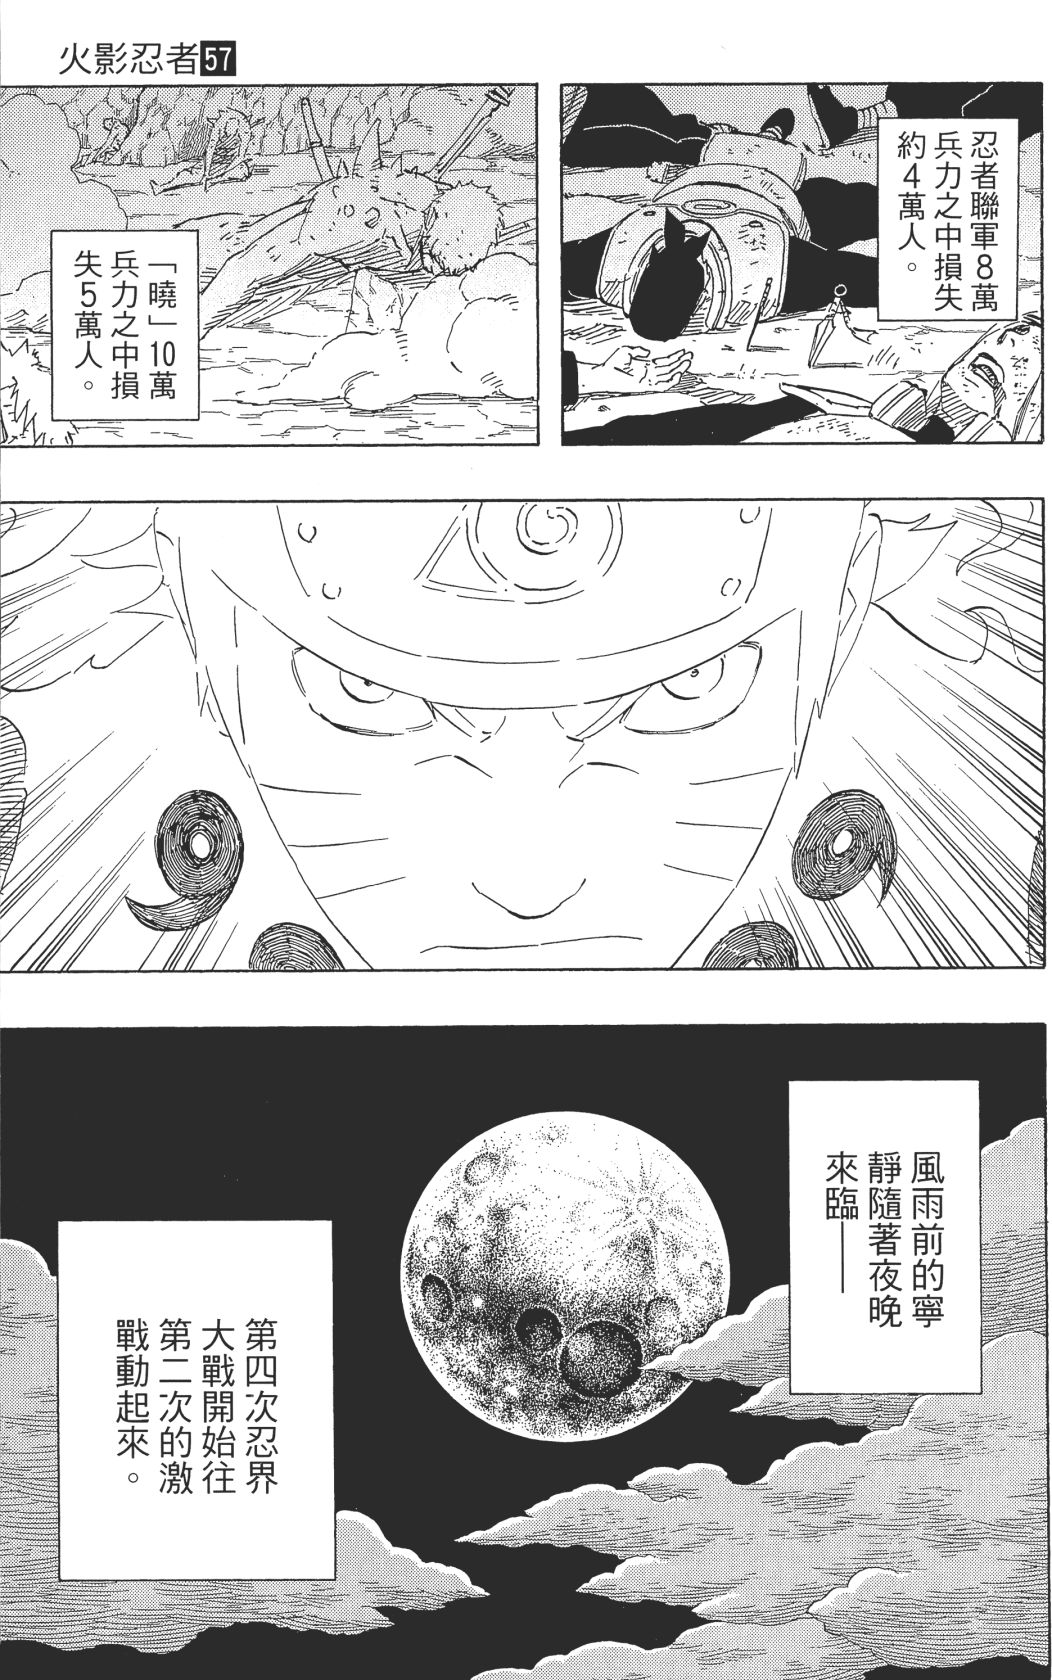 火影忍者57
忍者聯軍8萬
兵力之中損失
約4萬人。
「曉」10萬
兵力之中損
失5萬人。
風雨前的寧
靜隨著夜晚
來臨——
第四次忍界
大戰開始往
第二次的激
戰動起來。